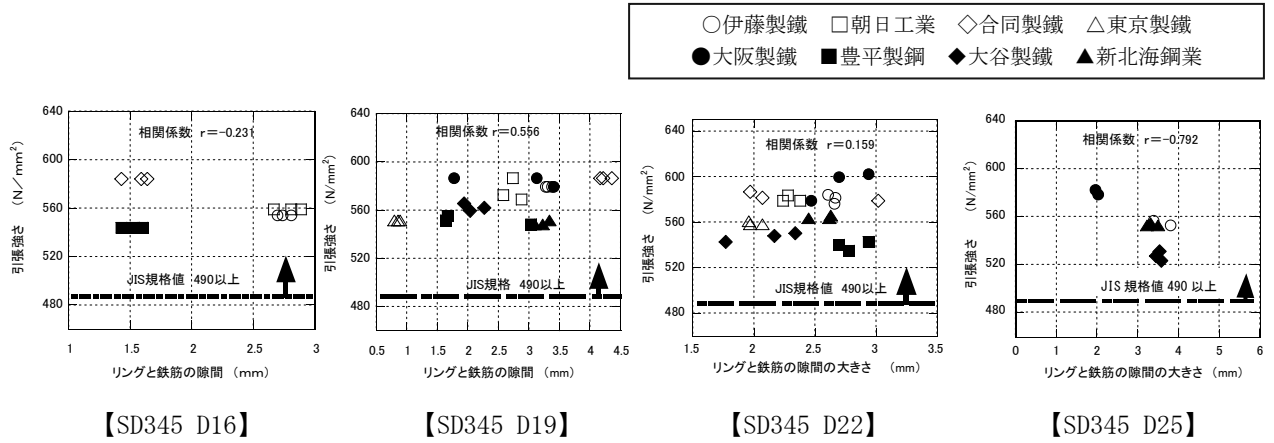 ○伊藤製鐵 □朝日工業 ◇合同製鐵 △東京製鐵
●大阪製鐵 ■豊平製鋼 ◆大谷製鐵 ▲新北海鋼業
640
600
560
520
480
引張強さ (N/mm²)
相関係数 r=-0.231
JIS規格値 490以上
1 1.5 2 2.5 3
リングと鉄筋の隙間 (mm)
【SD345 D16】
640
600
560
520
480
引張強さ (N/mm²)
相関係数 r=0.556
JIS規格 490以上
0.5 1 1.5 2 2.5 3 3.5 4 4.5
リングと鉄筋の隙間 (mm)
【SD345 D19】
640
600
560
520
480
引張強さ (N/mm²)
相関係数 r=0.159
JIS規格値 490以上
1.5 2 2.5 3 3.5
リングと鉄筋の隙間の大きさ (mm)
【SD345 D22】
640
600
560
520
480
引張強さ (N/mm²)
相関係数 r=-0.792
JIS規格値 490以上
0 1 2 3 4 5 6
リングと鉄筋の隙間の大きさ (mm)
【SD345 D25】